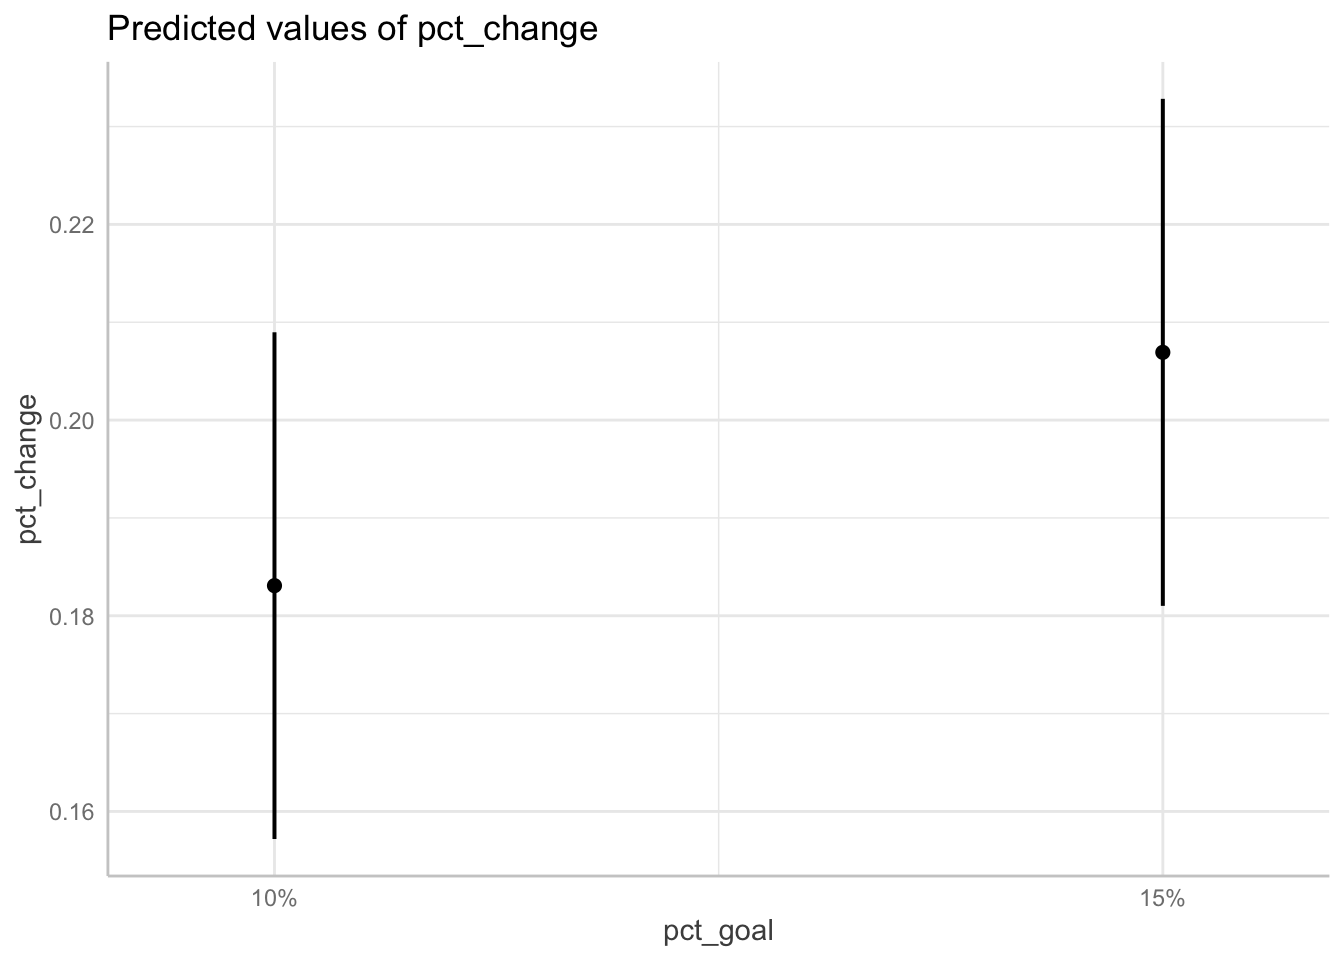 Predicted values of pct_change
pct_change
0.22
0.20
0.18
0.16
10%
15%
pct_goal